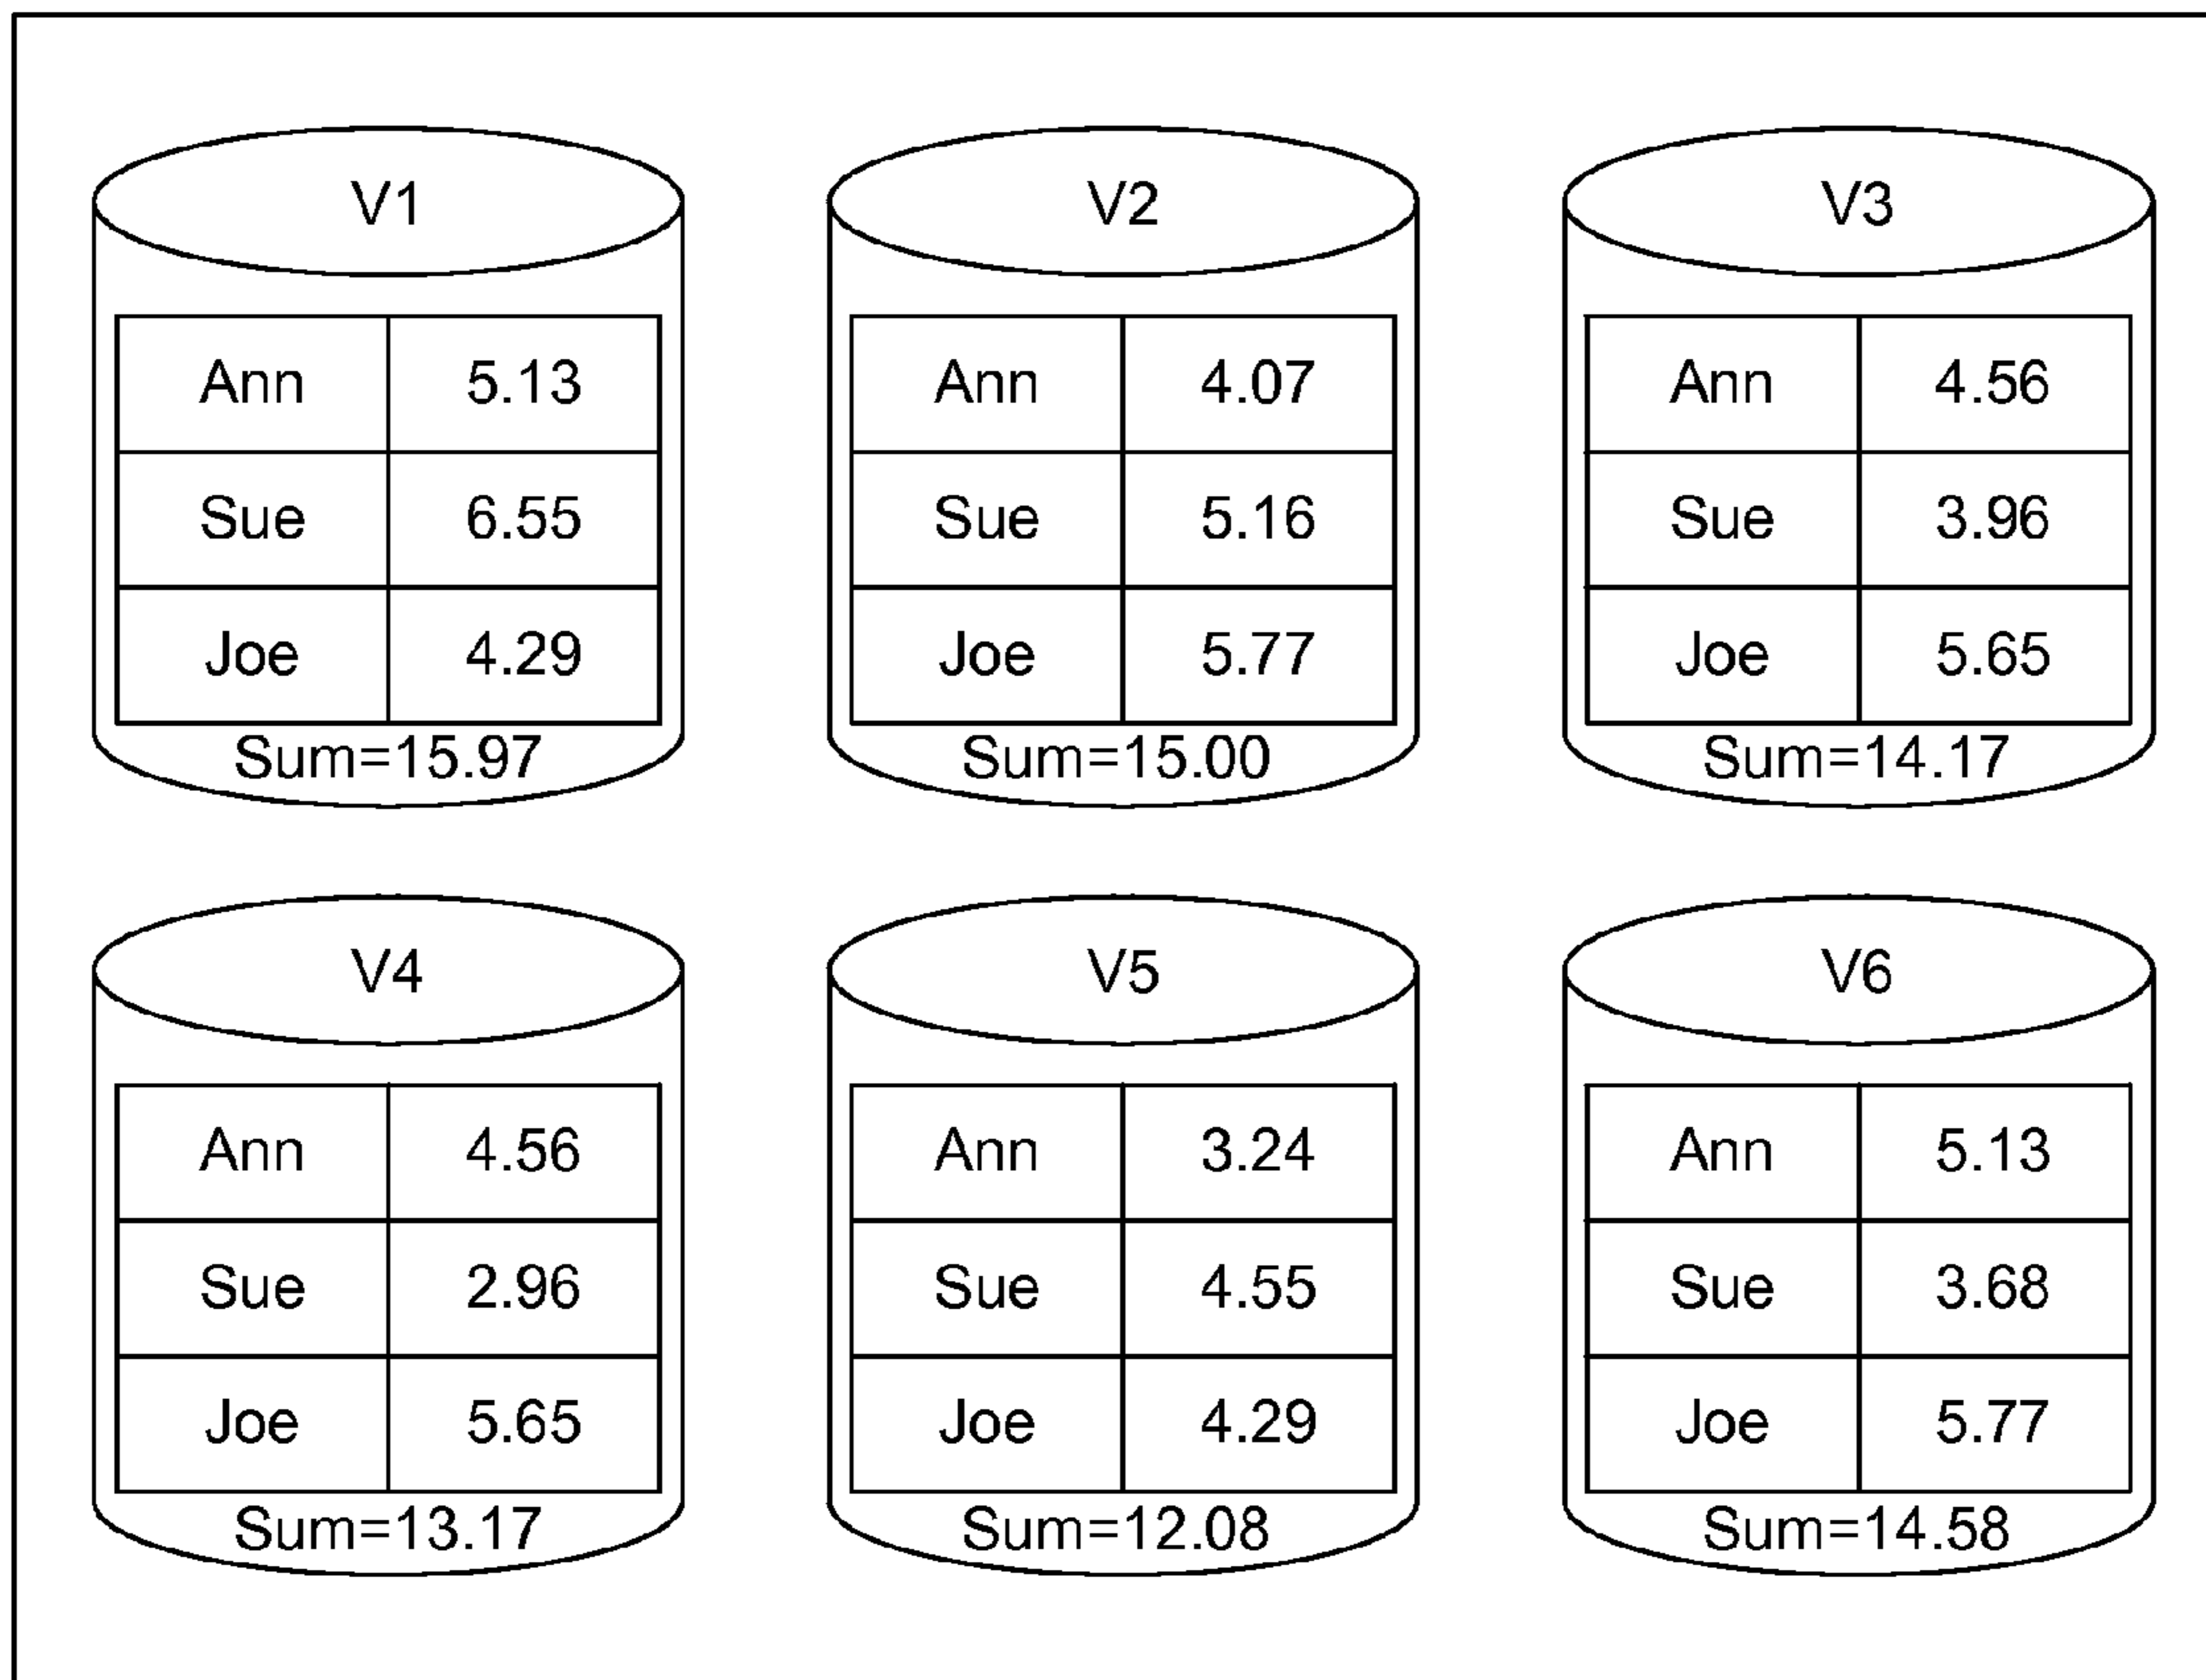 V1
Ann 5.13
Sue 6.55
Joe 4.29
Sum=15.97
V2
Ann 4.07
Sue 5.16
Joe 5.77
Sum=15.00
V3
Ann 4.56
Sue 3.96
Joe 5.65
Sum=14.17
V4
Ann 4.56
Sue 2.96
Joe 5.65
Sum=13.17
V5
Ann 3.24
Sue 4.55
Joe 4.29
Sum=12.08
V6
Ann 5.13
Sue 3.68
Joe 5.77
Sum=14.58